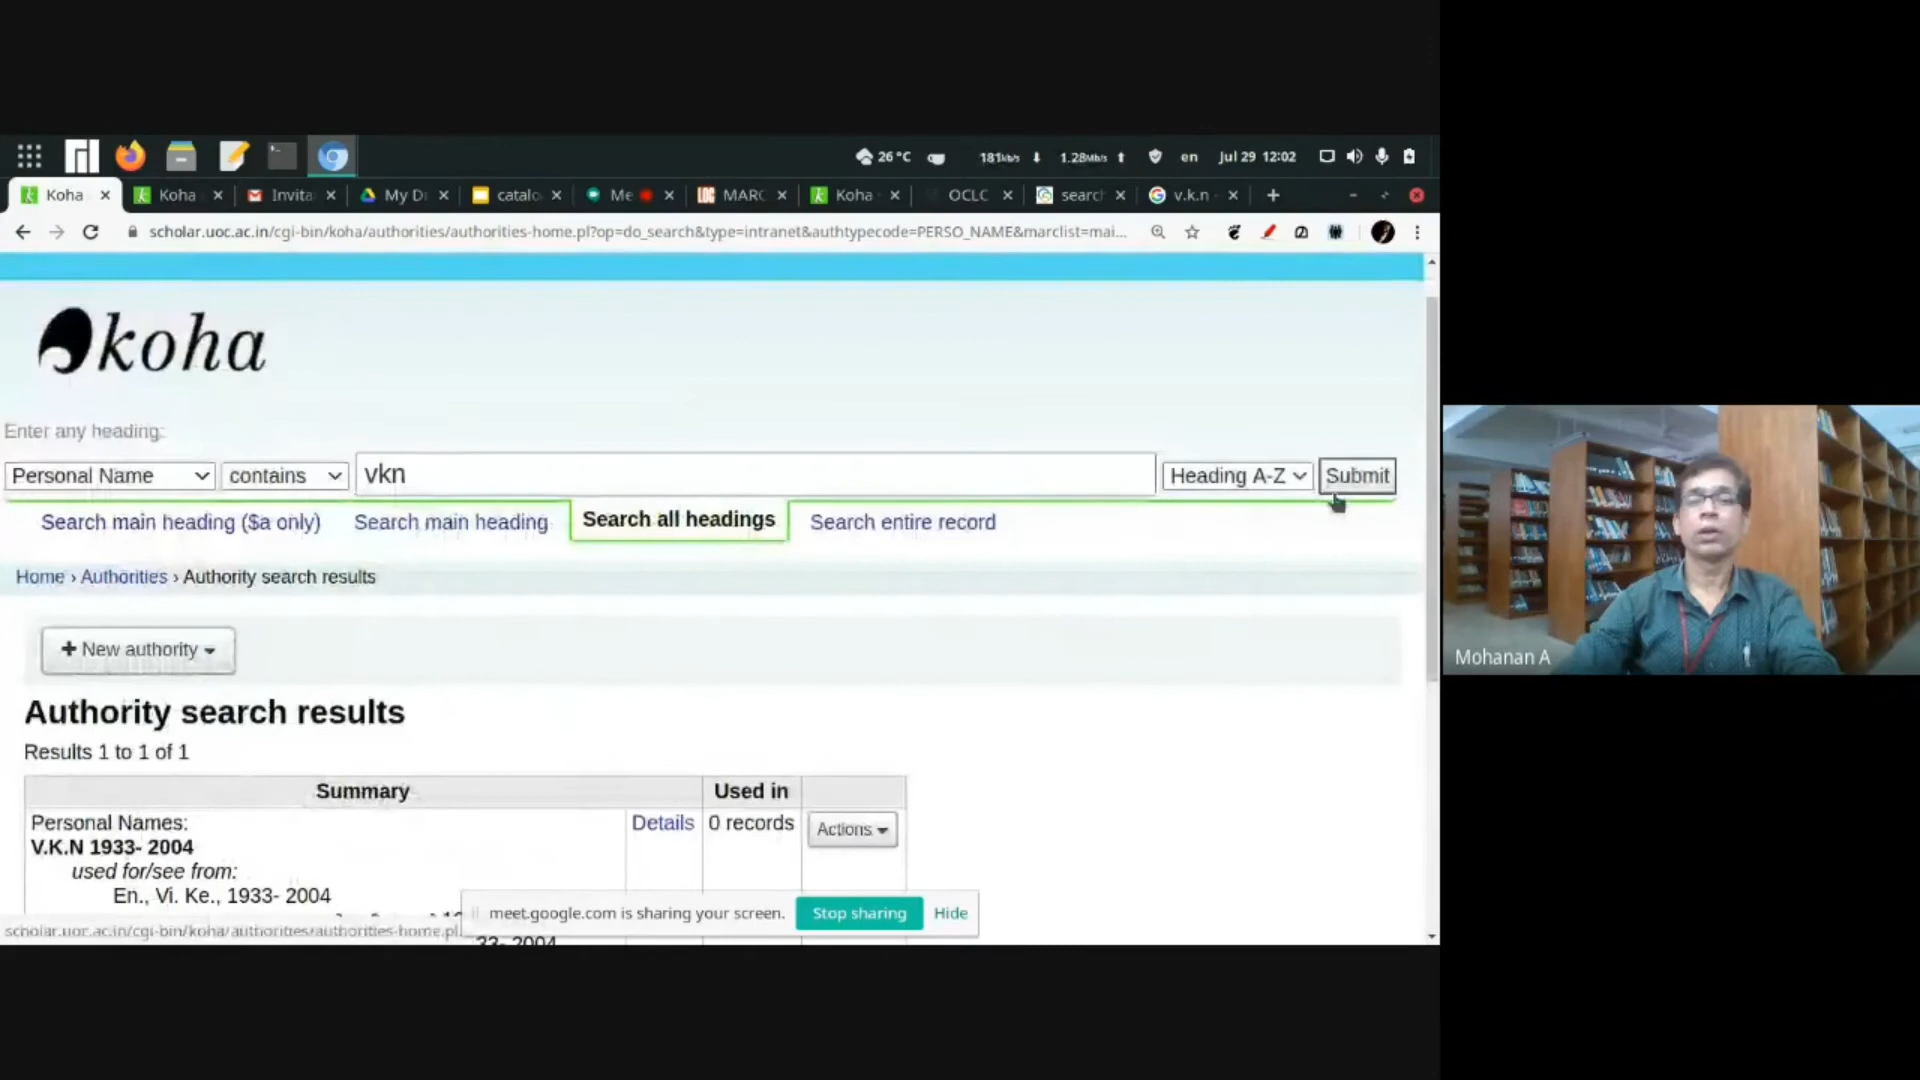 26°C 181kb/s 1.28Mb/s en Jul 29 12:02
Koha Koha Invita My D catalo Me MARC Koha OCLC search v.k.n
scholar.uoc.ac.in/cgi-bin/koha/authorities/authorities-home.pl?op=do_search&type=intranet&authtypecode=PERSO_NAME&marclist=mai...
koha
Enter any heading:
Personal Name contains vkn Heading A-Z Submit
Search main heading ($a only) Search main heading Search all headings Search entire record
Home › Authorities › Authority search results
+ New authority
Mohanan A
Authority search results
Results 1 to 1 of 1
Summary Used in
Personal Names: Details 0 records Actions
V.K.N 1933- 2004
used for/see from:
En., Vi. Ke., 1933- 2004
meet.google.com is sharing your screen. Stop sharing Hide
scholar.uoc.ac.in/cgi-bin/koha/authorities/authorities-home.pl
33- 2004